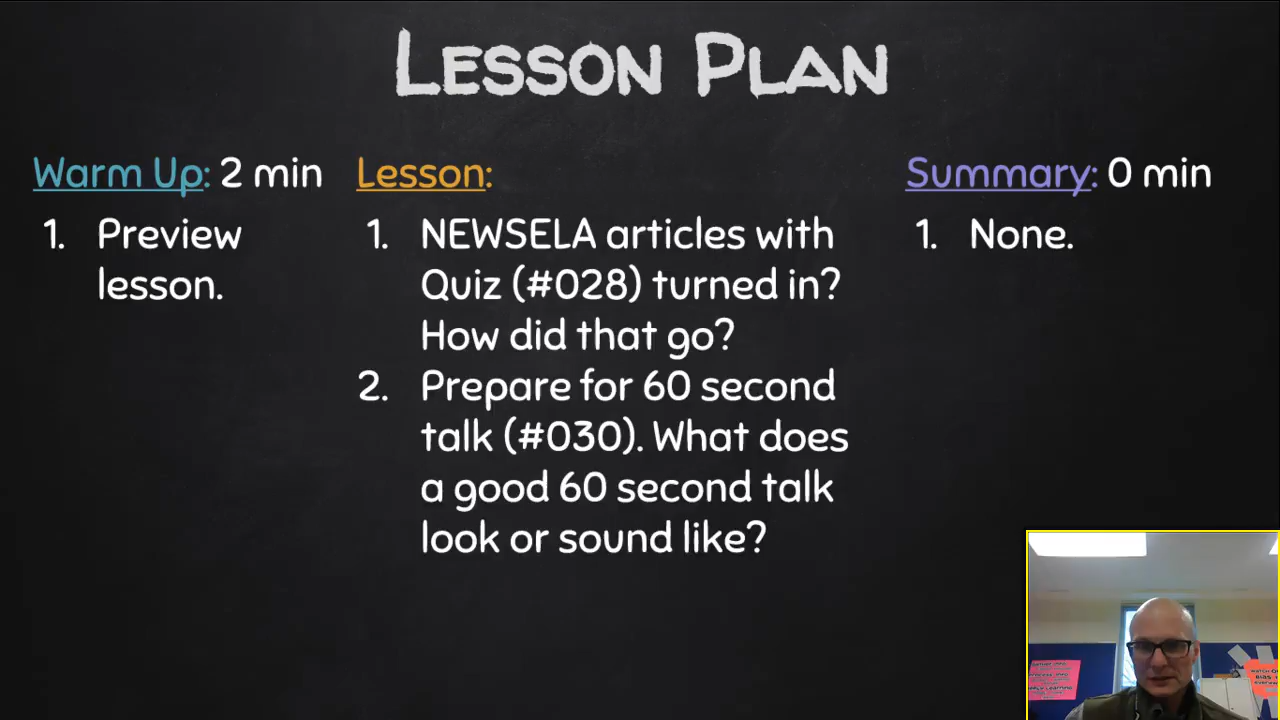 LESSON PLAN
Warm Up: 2 min
1. Preview
lesson.
Lesson:
1. NEWSELA articles with
Quiz (#028) turned in?
How did that go?
2. Prepare for 60 second
talk (#030). What does
a good 60 second talk
look or sound like?
Summary: 0 min
1. None.